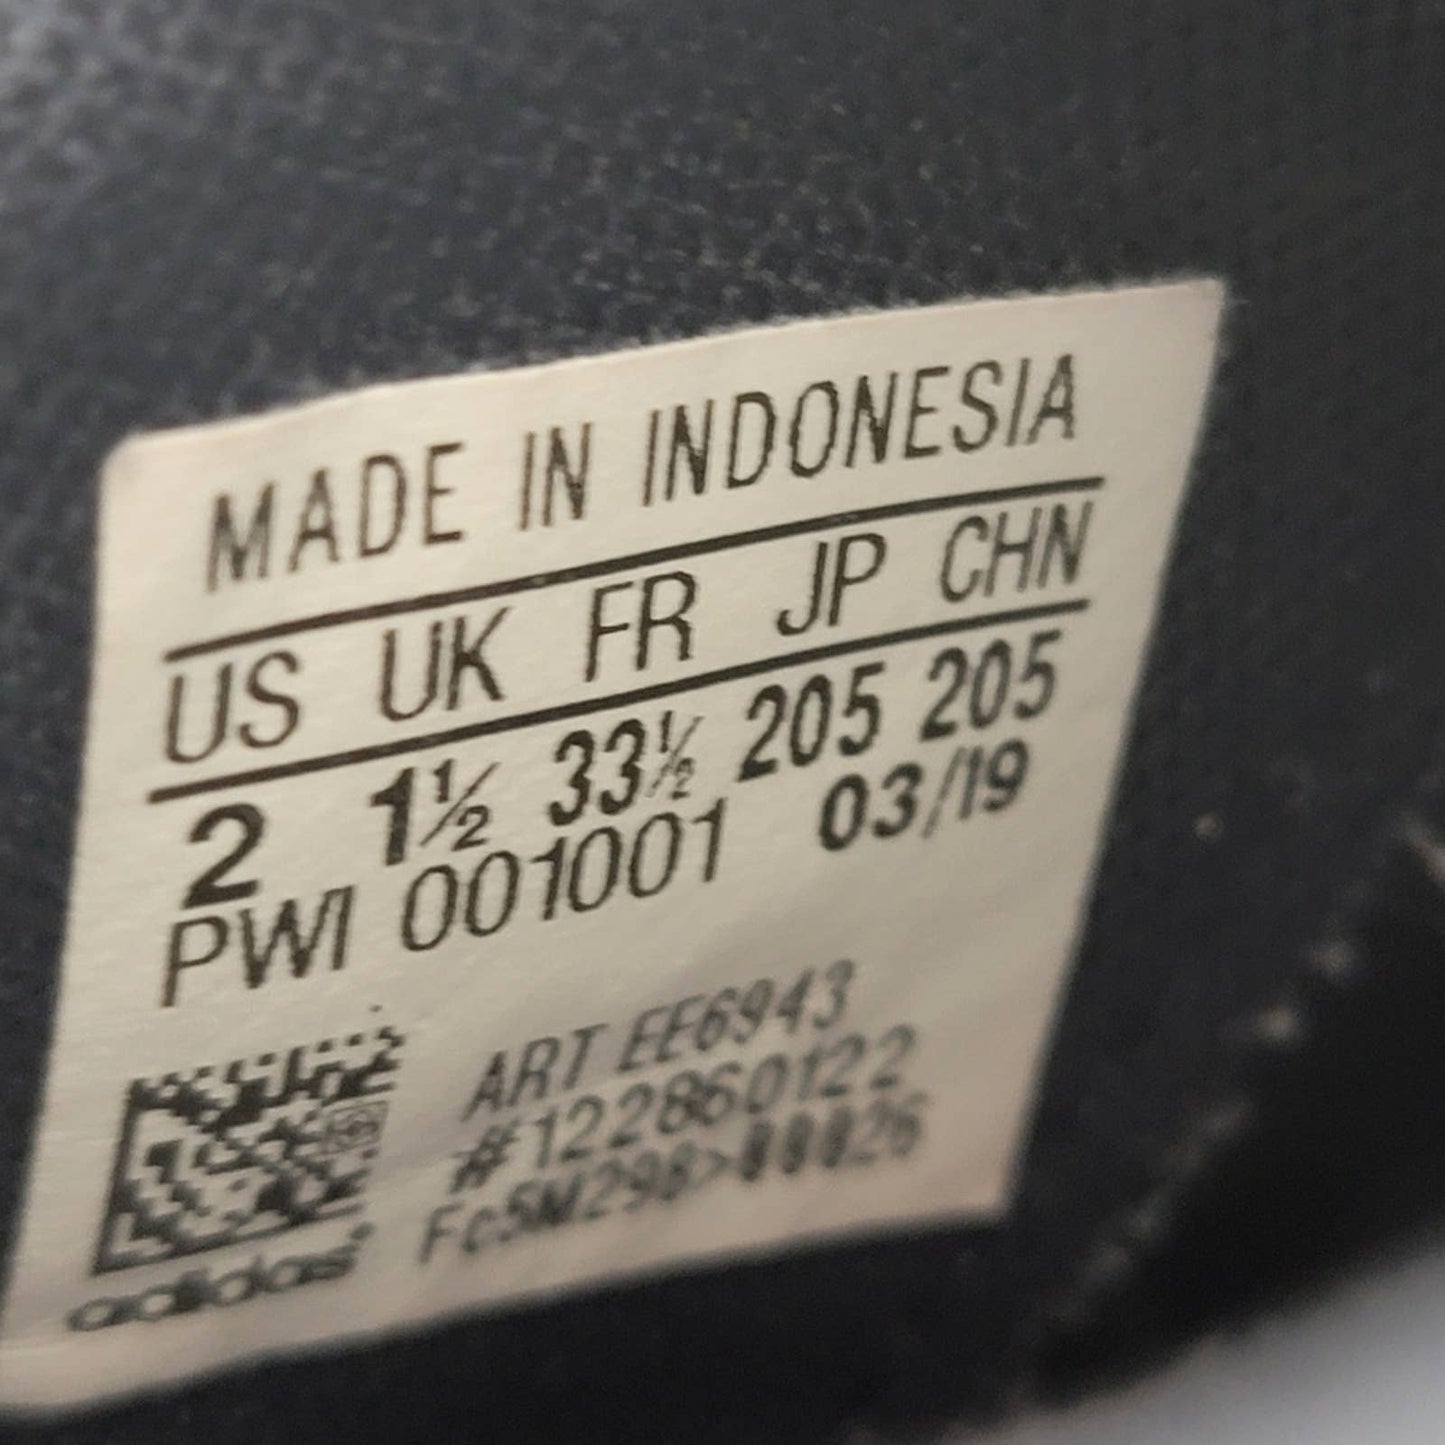 MADE IN INDONESIA
US UK FR JP CHN
2 1½ 33½ 205 205
PWI 001001 03/19
ART EE6943
#122860122
adidas